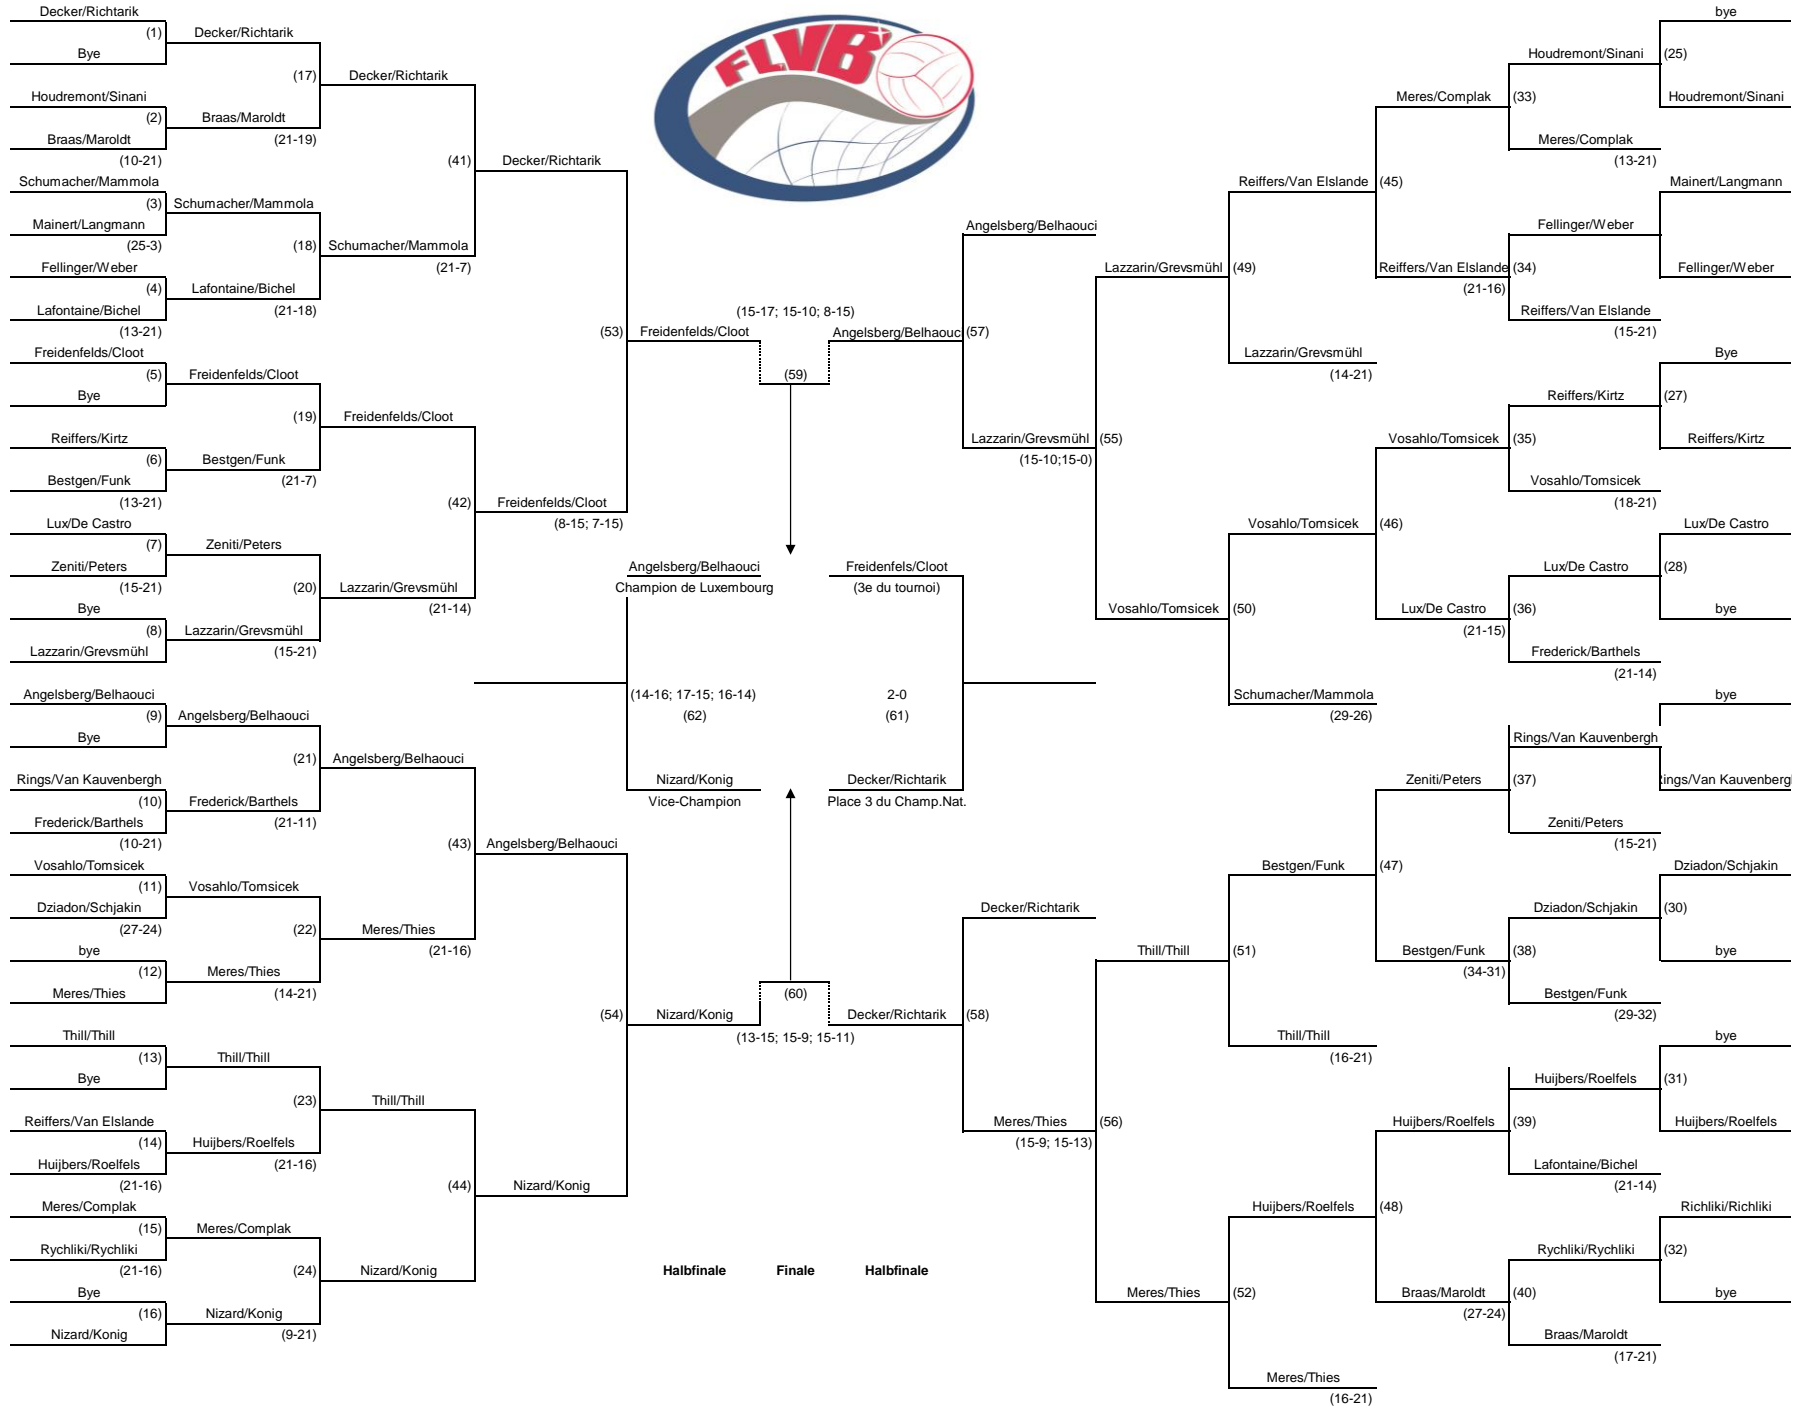 Decker/Richtarik
(1)
Bye
Decker/Richtarik
(17)
Houdremont/Sinani
(2)
Braas/Maroldt
(10-21)
Braas/Maroldt
(21-19)
Decker/Richtarik
(41)
Schumacher/Mammola
(3)
Mainert/Langmann
(25-3)
Schumacher/Mammola
(18)
Fellinger/Weber
(4)
Lafontaine/Bichel
(13-21)
Lafontaine/Bichel
(21-18)
Schumacher/Mammola
(21-7)
Decker/Richtarik
(53)
Freidenfelds/Cloot
(5)
Bye
Freidenfelds/Cloot
(19)
Reiffers/Kirtz
(6)
Bestgen/Funk
(13-21)
Bestgen/Funk
(21-7)
Freidenfelds/Cloot
(42)
Lux/De Castro
(7)
Zeniti/Peters
(15-21)
Zeniti/Peters
(20)
Bye
(8)
Lazzarin/Grevsmühl
Lazzarin/Grevsmühl
(15-21)
Lazzarin/Grevsmühl
(21-14)
Freidenfelds/Cloot
(8-15; 7-15)
Angelsberg/Belhaouci
(9)
Bye
Angelsberg/Belhaouci
(21)
Rings/Van Kauvenbergh
(10)
Frederick/Barthels
(10-21)
Frederick/Barthels
(21-11)
Angelsberg/Belhaouci
(43)
Vosahlo/Tomsicek
(11)
Dziadon/Schjakin
(27-24)
Vosahlo/Tomsicek
(22)
bye
(12)
Meres/Thies
Meres/Thies
(14-21)
Meres/Thies
(21-16)
Angelsberg/Belhaouci
(54)
Thill/Thill
(13)
Bye
Thill/Thill
(23)
Reiffers/Van Elslande
(14)
Huijbers/Roelfels
(21-16)
Huijbers/Roelfels
(21-16)
Thill/Thill
(44)
Meres/Complak
(15)
Rychliki/Rychliki
(21-16)
Meres/Complak
(24)
Bye
(16)
Nizard/Konig
Nizard/Konig
(9-21)
Nizard/Konig
Nizard/Konig
FLVB
(15-17; 15-10; 8-15)
Freidenfelds/Cloot
(59)
Angelsberg/Belhaouc
(57)
Angelsberg/Belhaouci
Champion de Luxembourg
(14-16; 17-15; 16-14)
(62)
Nizard/Konig
Vice-Champion
Freidenfels/Cloot
(3e du tournoi)
2-0
(61)
Decker/Richtarik
Place 3 du Champ.Nat.
Nizard/Konig
(60)
(13-15; 15-9; 15-11)
Decker/Richtarik
(58)
Halbfinale
Finale
Halbfinale
Angelsberg/Belhaouci
Lazzarin/Grevsmühl
(15-10;15-0)
(55)
Lazzarin/Grevsmühl
(49)
Vosahlo/Tomsicek
(50)
Reiffers/Van Elslande
(45)
Lazzarin/Grevsmühl
(14-21)
Vosahlo/Tomsicek
(46)
Schumacher/Mammola
(29-26)
Meres/Complak
(33)
Reiffers/Van Elslande
(21-16)
(34)
Vosahlo/Tomsicek
(35)
Lux/De Castro
(21-15)
(36)
Houdremont/Sinani
(25)
Meres/Complak
(13-21)
Fellinger/Weber
Reiffers/Van Elslande
(15-21)
Reiffers/Kirtz
(27)
Vosahlo/Tomsicek
(18-21)
Lux/De Castro
(28)
Frederick/Barthels
(21-14)
bye
Houdremont/Sinani
Mainert/Langmann
Fellinger/Weber
Bye
Reiffers/Kirtz
Lux/De Castro
bye
Decker/Richtarik
Meres/Thies
(15-9; 15-13)
(56)
Thill/Thill
(51)
Meres/Thies
(52)
Bestgen/Funk
(47)
Thill/Thill
(16-21)
Huijbers/Roelfels
(48)
Meres/Thies
(16-21)
Zeniti/Peters
(37)
Bestgen/Funk
(34-31)
(38)
Huijbers/Roelfels
(39)
Braas/Maroldt
(27-24)
(40)
Rings/Van Kauvenbergh
Zeniti/Peters
(15-21)
Dziadon/Schjakin
(30)
Bestgen/Funk
(29-32)
Huijbers/Roelfels
(31)
Lafontaine/Bichel
(21-14)
Rychliki/Rychliki
(32)
Braas/Maroldt
(17-21)
bye
Rings/Van Kauvenberg
Dziadon/Schjakin
bye
bye
Huijbers/Roelfels
Richliki/Richliki
bye